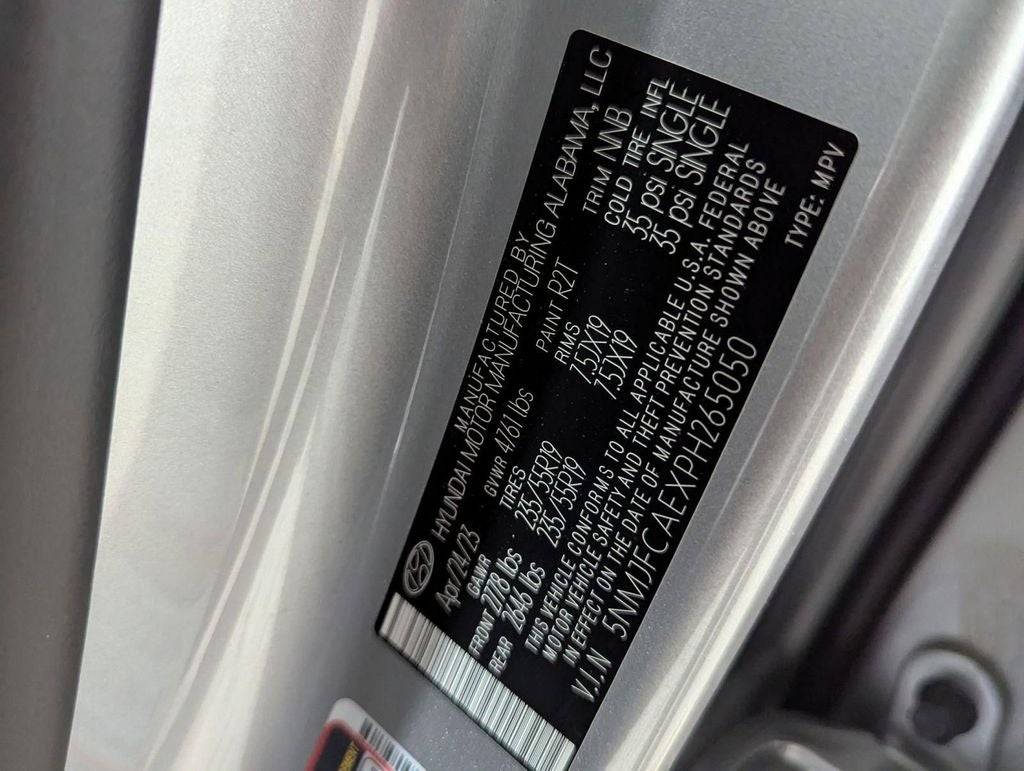 MANUFACTURED BY
HYUNDAI MOTOR MANUFACTURING ALABAMA, LLC
Apr/24/23 GVWR 4761 lbs PAINT R2T TRIM NNB
GAWR TIRES RIMS COLD TIRE INFL
FRONT 2778 lbs 235/55R19 7.5JX19 35 psi SINGLE
REAR 2646 lbs 235/55R19 7.5JX19 35 psi SINGLE
THIS VEHICLE CONFORMS TO ALL APPLICABLE U.S.A. FEDERAL
MOTOR VEHICLE SAFETY AND THEFT PREVENTION STANDARDS
IN EFFECT ON THE DATE OF MANUFACTURE SHOWN ABOVE
V.I.N 5NMJFCAEXPH265050 TYPE: MPV